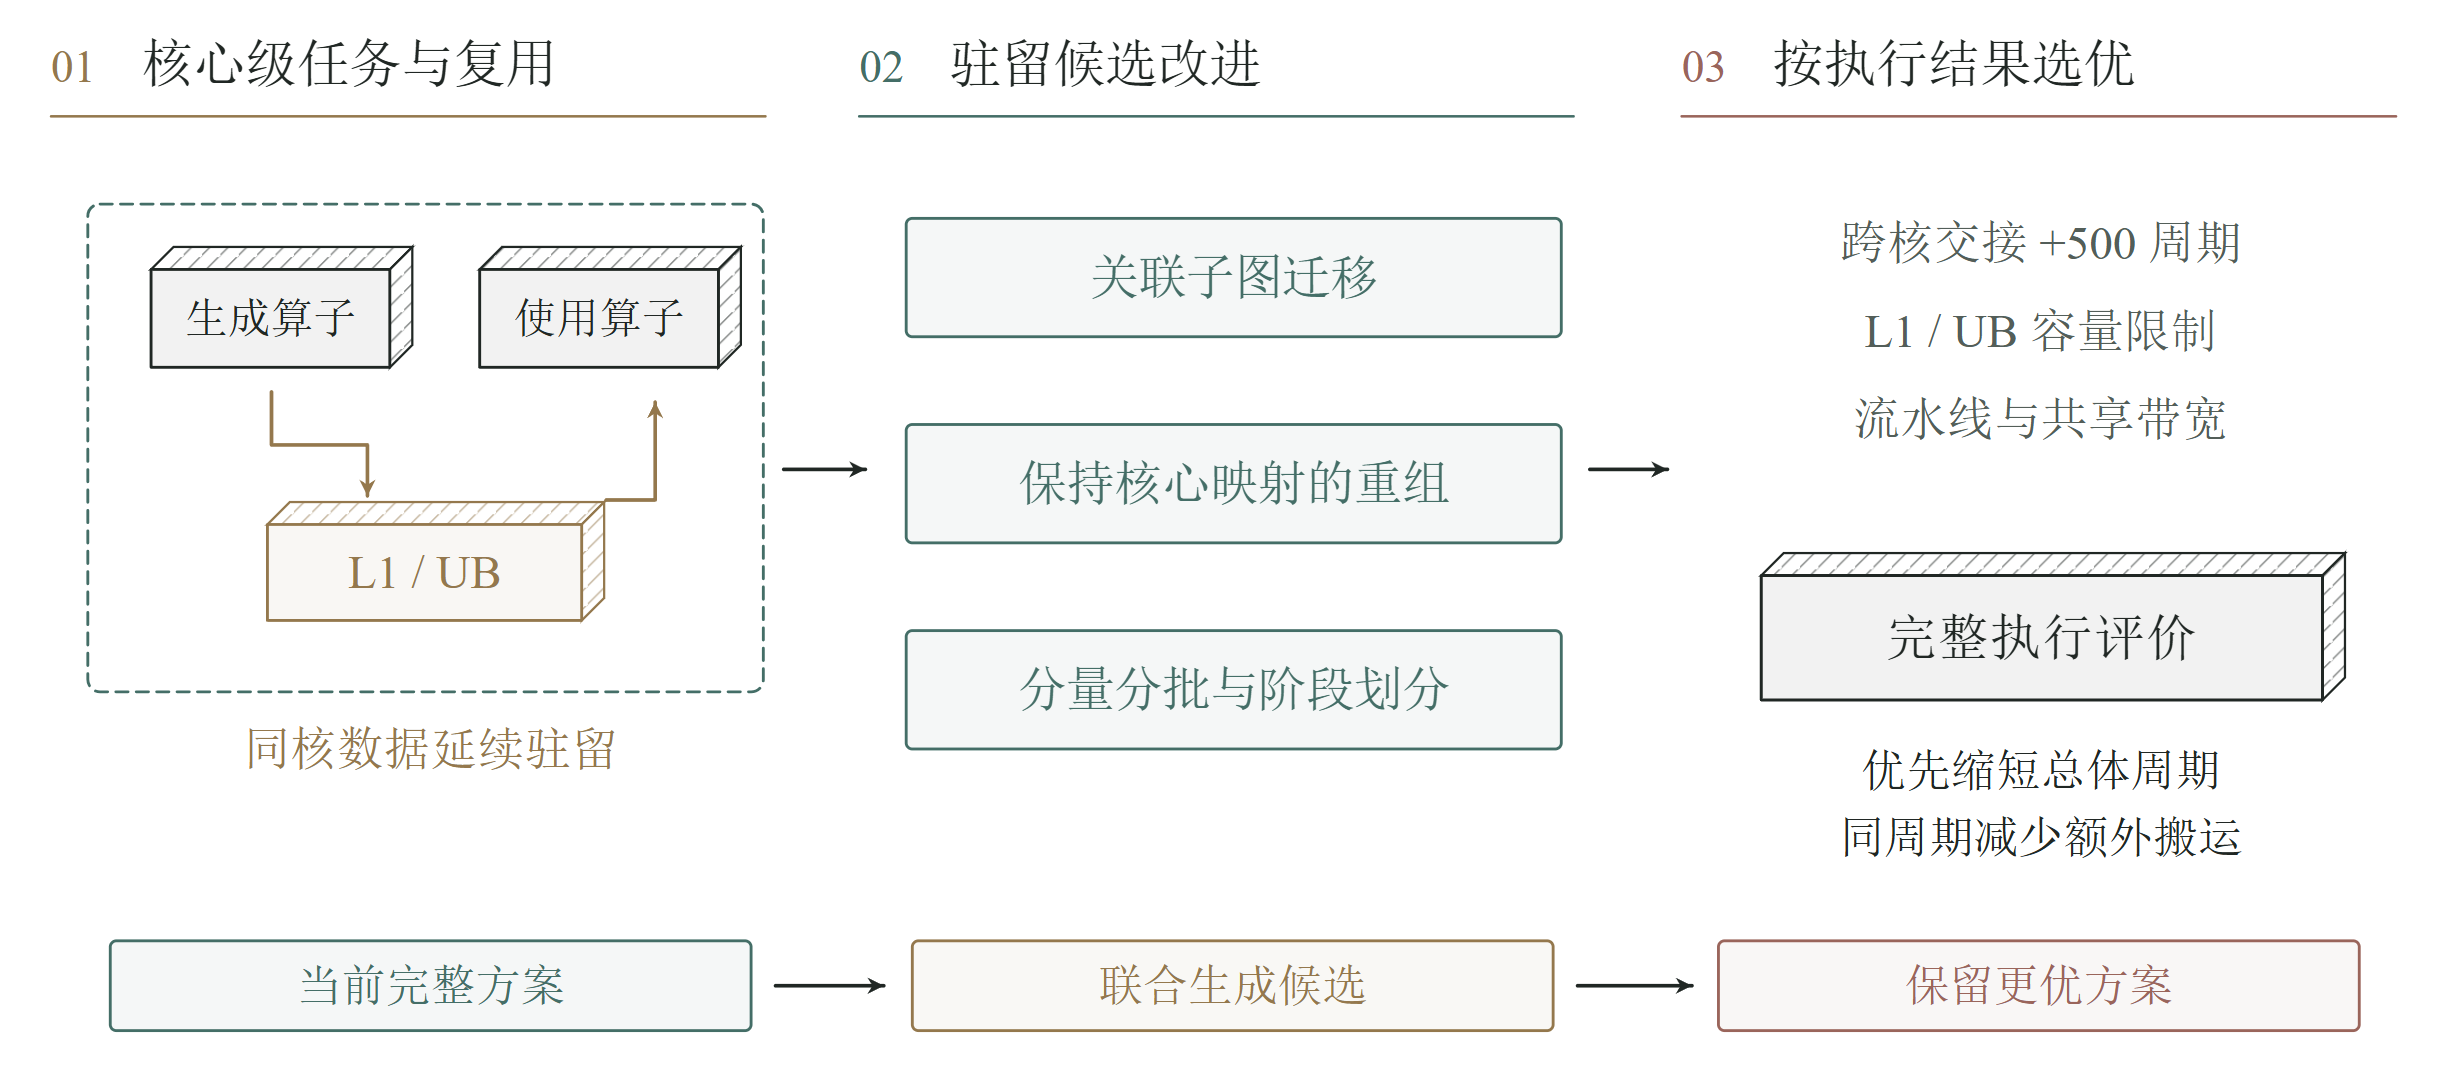 01 核心级任务与复用
02 驻留候选改进
03 按执行结果选优
生成算子
使用算子
L1 / UB
同核数据延续驻留
关联子图迁移
保持核心映射的重组
分量分批与阶段划分
跨核交接 +500 周期
L1 / UB 容量限制
流水线与共享带宽
完整执行评价
优先缩短总体周期
同周期减少额外搬运
当前完整方案
联合生成候选
保留更优方案